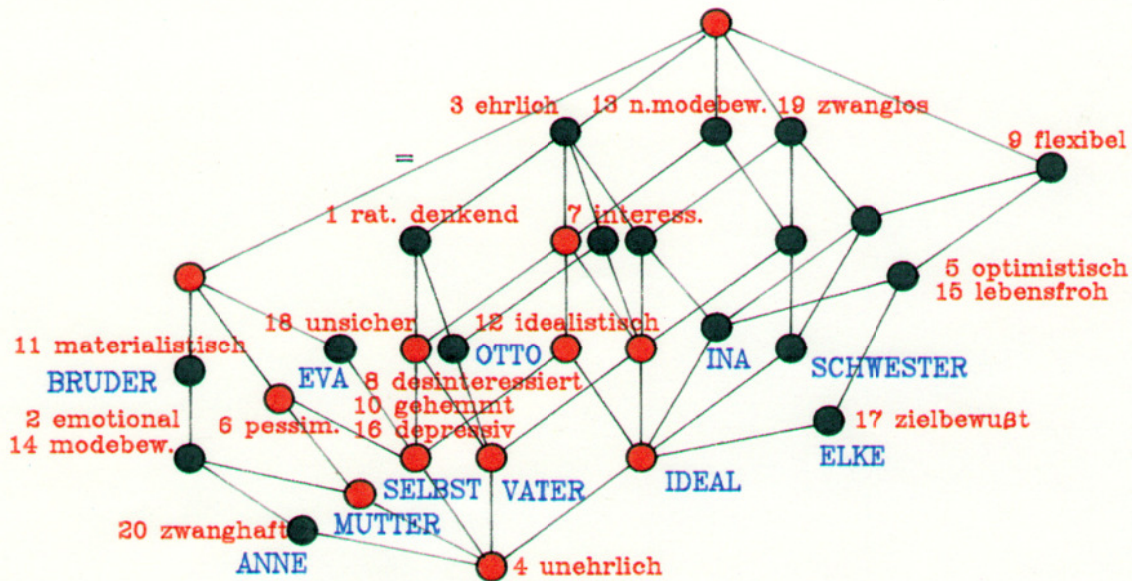 3 ehrlich
13 n.modebew.
19 zwanglos
9 flexibel
=
1 rat. denkend
7 interess.
5 optimistisch
15 lebensfroh
18 unsicher
12 idealistisch
11 materialistisch
BRUDER
EVA
OTTO
INA
SCHWESTER
8 desinteressiert
10 gehemmt
16 depressiv
2 emotional
14 modebew.
6 pessim.
17 zielbewußt
ELKE
SELBST
VATER
IDEAL
MUTTER
20 zwanghaft
ANNE
4 unehrlich